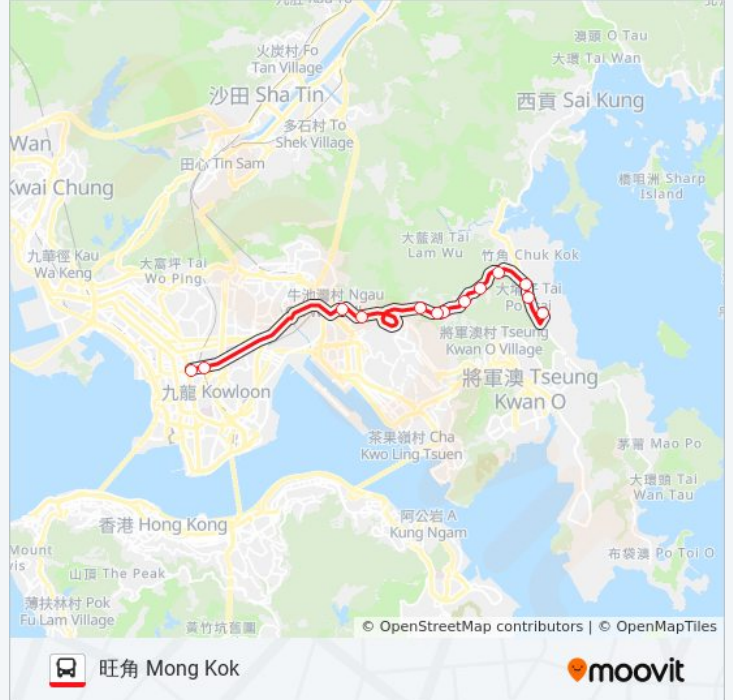 澳頭 O Tau
火炭村 Fo
Tan Village
大環 Tai Wan
沙田 Sha Tin
西貢 Sai Kung
多石村 To
Shek Village
Wan
田心 Tin Sam
Kwai Chung
橋咀洲 Sharp
Island
大藍湖 Tai
Lam Wu
九華徑 Kau
Wa Keng
大窩坪 Tai
Wo Ping
竹角 Chuk Kok
牛池灣村 Ngau
Tai
Po
將軍澳村 Tseung
Kwan O Village
將軍澳 Tseung
Kwan O
九龍 Kowloon
茶果嶺村 Cha
Kwo Ling Tsuen
茅莆 Mao Po
大環頭 Tai
Wan Tau
香港 Hong Kong
阿公岩 A
Kung Ngam
Mount
布袋澳 Po Toi O
山頂 The Peak
薄扶林村 Pok
Fu Lam Village
黃竹坑舊圍
© OpenStreetMap contributors | © OpenMapTiles
旺角 Mong Kok
moovit